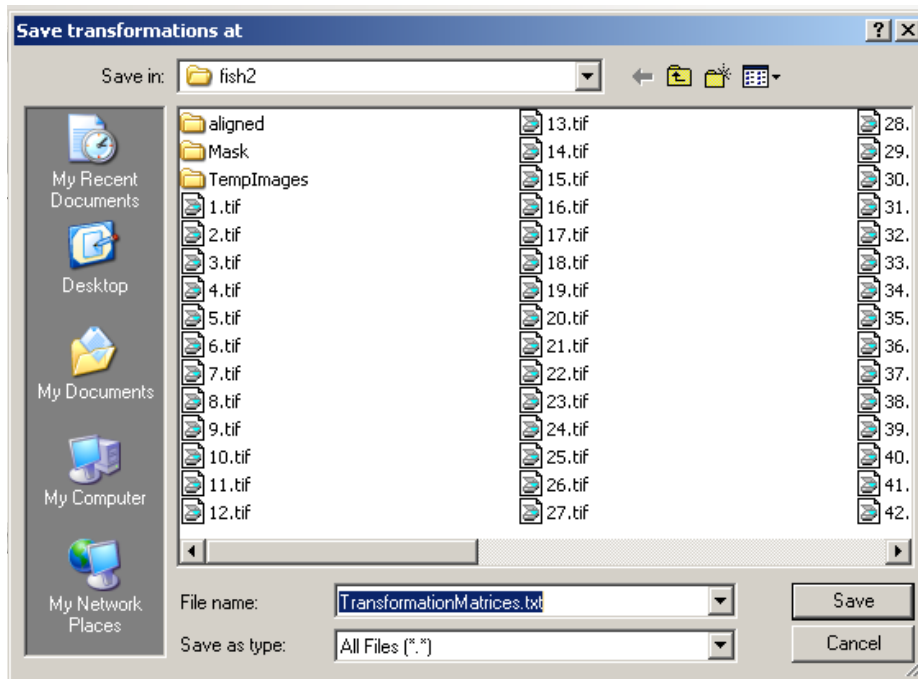 Save transformations at
Save in: fish2
My Recent Documents
Desktop
My Documents
My Computer
My Network Places
aligned
Mask
TempImages
1.tif
2.tif
3.tif
4.tif
5.tif
6.tif
7.tif
8.tif
9.tif
10.tif
11.tif
12.tif
13.tif
14.tif
15.tif
16.tif
17.tif
18.tif
19.tif
20.tif
21.tif
22.tif
23.tif
24.tif
25.tif
26.tif
27.tif
28.
29.
30.
31.
32.
33.
34.
35.
36.
37.
38.
39.
40.
41.
42.
File name: TransformationMatrices.txt
Save
Save as type: All Files (*.*)
Cancel